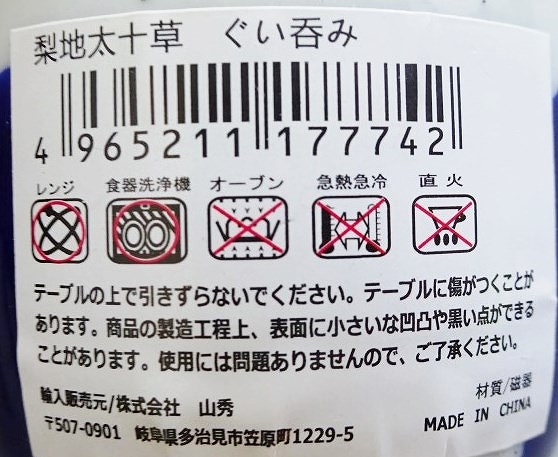 梨地太十草　ぐい呑み
4 965211 177742
レンジ 食器洗浄機 オーブン 急熱急冷 直火
テーブルの上で引きずらないでください。テーブルに傷がつくことが
あります。商品の製造工程上、表面に小さいな凹凸や黒い点ができる
ことがあります。使用には問題ありませんので、ご了承ください。
輸入販売元/株式会社　山秀
〒507-0901　岐阜県多治見市笠原町1229-5
材質/磁器
MADE IN CHINA